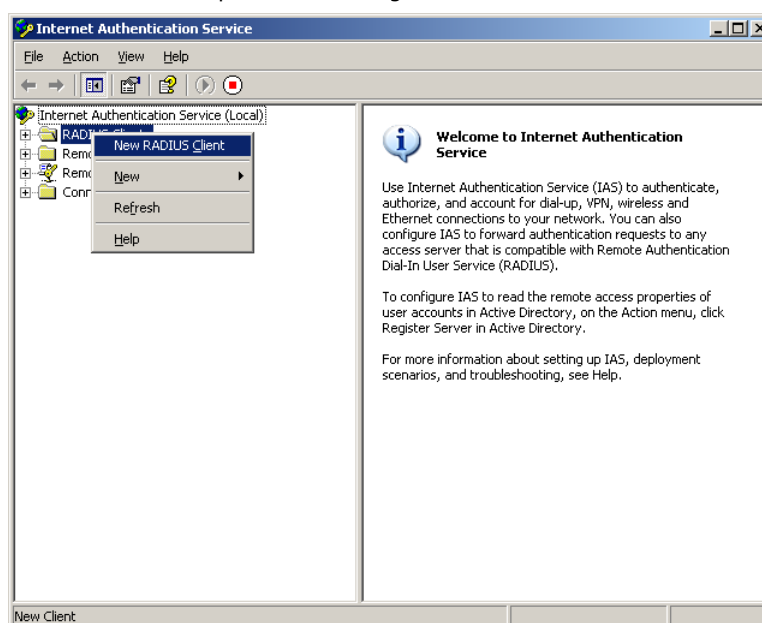 Internet Authentication Service
File Action View Help
Internet Authentication Service (Local)
New RADIUS Client
New
Refresh
Help
Welcome to Internet Authentication
Service
Use Internet Authentication Service (IAS) to authenticate,
authorize, and account for dial-up, VPN, wireless and
Ethernet connections to your network. You can also
configure IAS to forward authentication requests to any
access server that is compatible with Remote Authentication
Dial-In User Service (RADIUS).
To configure IAS to read the remote access properties of
user accounts in Active Directory, on the Action menu, click
Register Server in Active Directory.
For more information about setting up IAS, deployment
scenarios, and troubleshooting, see Help.
New Client